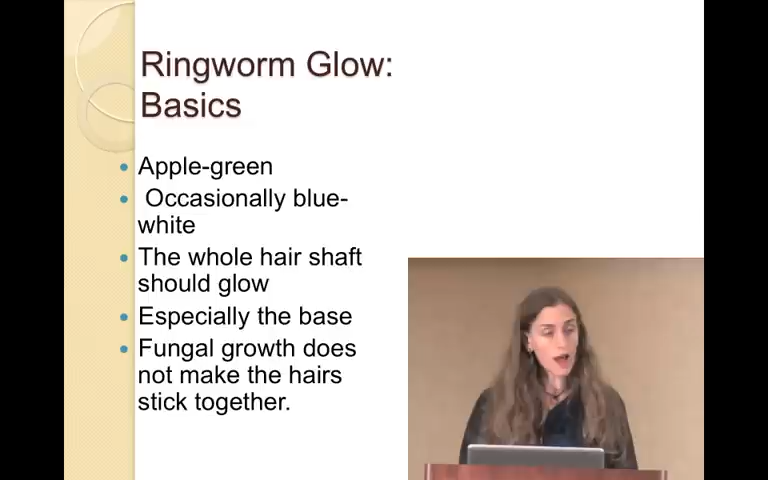 Ringworm Glow:
Basics
Apple-green
Occasionally blue-
white
The whole hair shaft
should glow
Especially the base
Fungal growth does
not make the hairs
stick together.